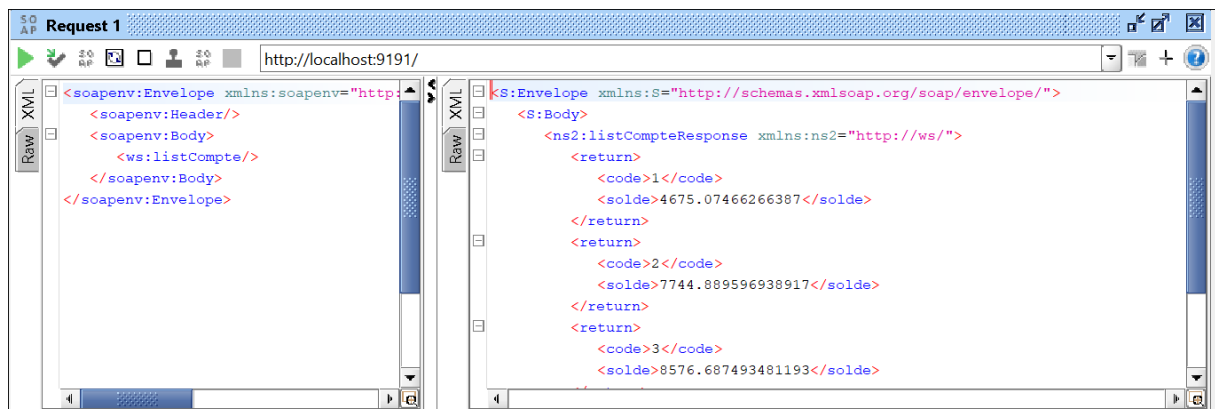 SO AP Request 1
http://localhost:9191/
XML
Raw
<soapenv:Envelope xmlns:soapenv="http:
<soapenv:Header/>
<soapenv:Body>
<ws:listCompte/>
</soapenv:Body>
</soapenv:Envelope>
XML
Raw
<S:Envelope xmlns:S="http://schemas.xmlsoap.org/soap/envelope/">
<S:Body>
<ns2:listCompteResponse xmlns:ns2="http://ws/">
<return>
<code>1</code>
<solde>4675.07466266387</solde>
</return>
<return>
<code>2</code>
<solde>7744.889596938917</solde>
</return>
<return>
<code>3</code>
<solde>8576.687493481193</solde>